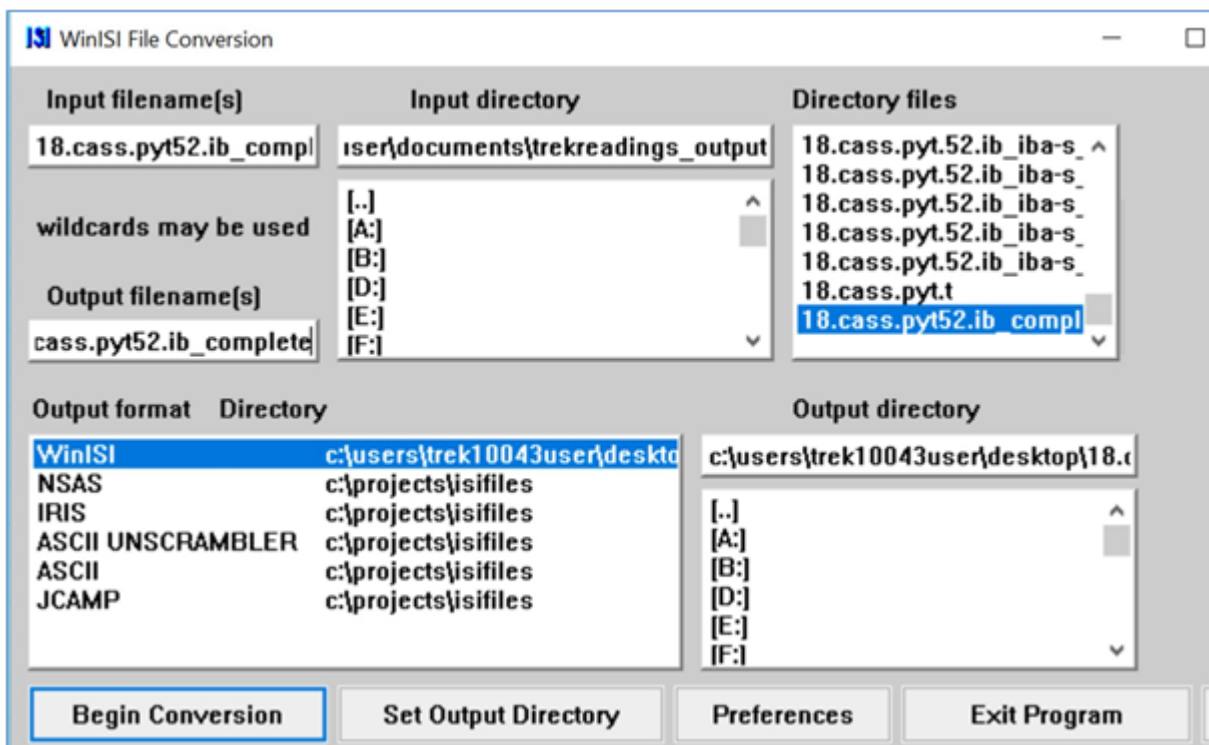 WinISI File Conversion
Input filename(s)
Input directory
Directory files
18.cass.pyt52.ib_compl
ıser\documents\trekreadings_output
wildcards may be used
Output filename(s)
cass.pyt52.ib_complete
[..]
[A:]
[B:]
[D:]
[E:]
[F:]
18.cass.pyt.52.ib_iba-s_
18.cass.pyt.52.ib_iba-s_
18.cass.pyt.52.ib_iba-s_
18.cass.pyt.52.ib_iba-s_
18.cass.pyt.52.ib_iba-s_
18.cass.pyt.t
18.cass.pyt52.ib_compl
Output format Directory
WinISI c:\users\trek10043user\deskto
NSAS c:\projects\isifiles
IRIS c:\projects\isifiles
ASCII UNSCRAMBLER c:\projects\isifiles
ASCII c:\projects\isifiles
JCAMP c:\projects\isifiles
Output directory
c:\users\trek10043user\desktop\18.c
[..]
[A:]
[B:]
[D:]
[E:]
[F:]
Begin Conversion
Set Output Directory
Preferences
Exit Program